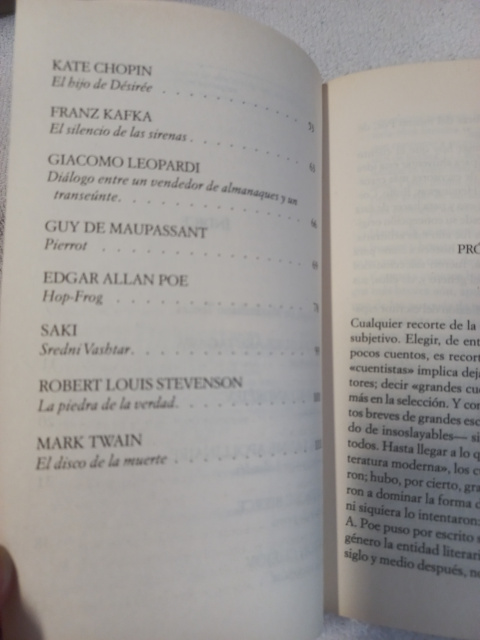 KATE CHOPIN
El hijo de Désirée
FRANZ KAFKA
El silencio de las sirenas
GIACOMO LEOPARDI
Diálogo entre un vendedor de almanaques y un
transeúnte
GUY DE MAUPASSANT
Pierrot
EDGAR ALLAN POE
Hop-Frog
SAKI
Sredni Vashtar
ROBERT LOUIS STEVENSON
La piedra de la verdad
MARK TWAIN
El disco de la muerte
PRÓ
Cualquier recorte de la
subjetivo. Elegir, de ent
pocos cuentos, es recort
«cuentistas» implica dej
tores; decir «grandes cu
más en la selección. Y con
tos breves de grandes esc
do de insoslayables— si
todos. Hasta llegar a lo q
teratura moderna», los c
ron; hubo, por cierto, gra
ron a dominar la forma c
ni siquiera lo intentaron:
A. Poe puso por escrito s
género la entidad literari
siglo y medio después, n